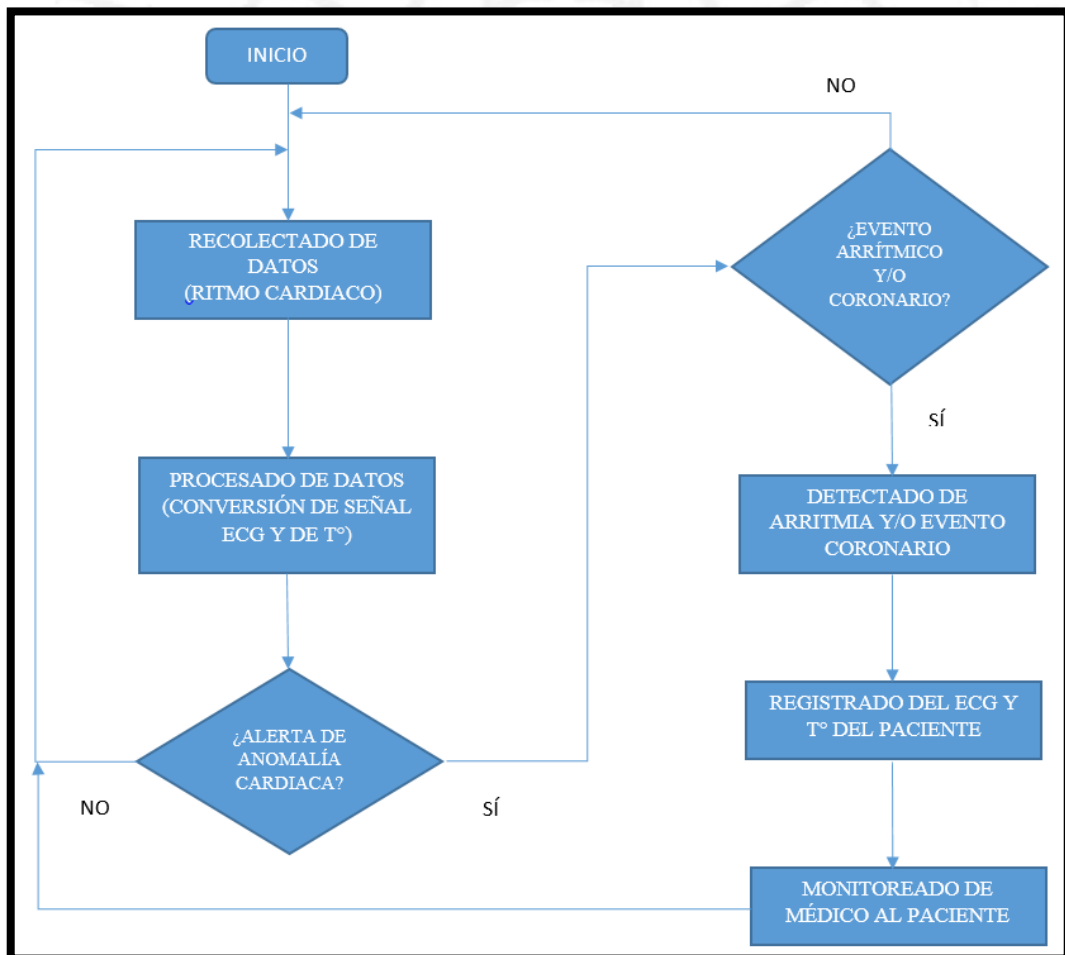 INICIO
NO
RECOLECTADO DE
DATOS
(RITMO CARDIACO)
¿EVENTO
ARRÍTMICO
Y/O
CORONARIO?
SÍ
PROCESADO DE DATOS
(CONVERSIÓN DE SEÑAL
ECG Y DE T°)
DETECTADO DE
ARRITMIA Y/O EVENTO
CORONARIO
¿ALERTA DE
ANOMALÍA
CARDIACA?
NO
SÍ
REGISTRADO DEL ECG Y
T° DEL PACIENTE
MONITOREADO DE
MÉDICO AL PACIENTE